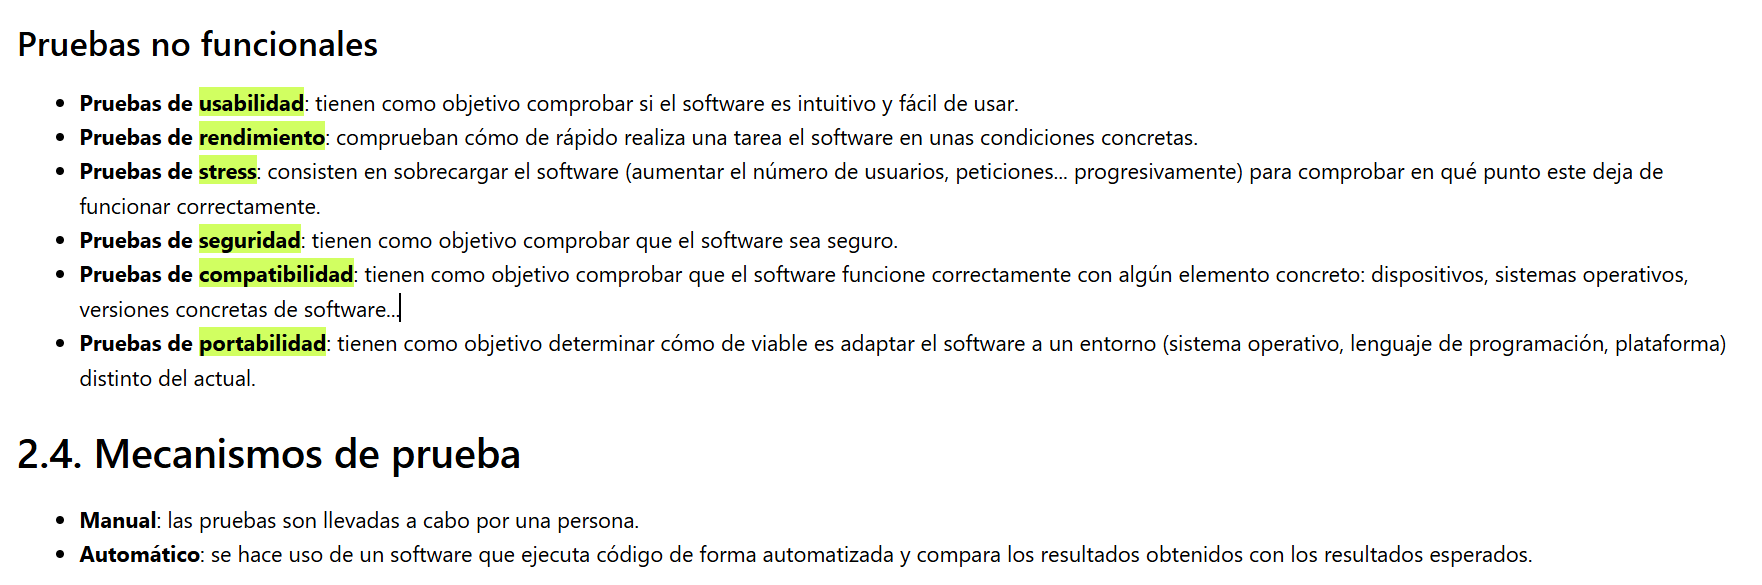 Pruebas no funcionales
• Pruebas de usabilidad: tienen como objetivo comprobar si el software es intuitivo y fácil de usar.
• Pruebas de rendimiento: comprueban cómo de rápido realiza una tarea el software en unas condiciones concretas.
• Pruebas de stress: consisten en sobrecargar el software (aumentar el número de usuarios, peticiones... progresivamente) para comprobar en qué punto este deja de
funcionar correctamente.
• Pruebas de seguridad: tienen como objetivo comprobar que el software sea seguro.
• Pruebas de compatibilidad: tienen como objetivo comprobar que el software funcione correctamente con algún elemento concreto: dispositivos, sistemas operativos,
versiones concretas de software...
• Pruebas de portabilidad: tienen como objetivo determinar cómo de viable es adaptar el software a un entorno (sistema operativo, lenguaje de programación, plataforma)
distinto del actual.
2.4. Mecanismos de prueba
• Manual: las pruebas son llevadas a cabo por una persona.
• Automático: se hace uso de un software que ejecuta código de forma automatizada y compara los resultados obtenidos con los resultados esperados.